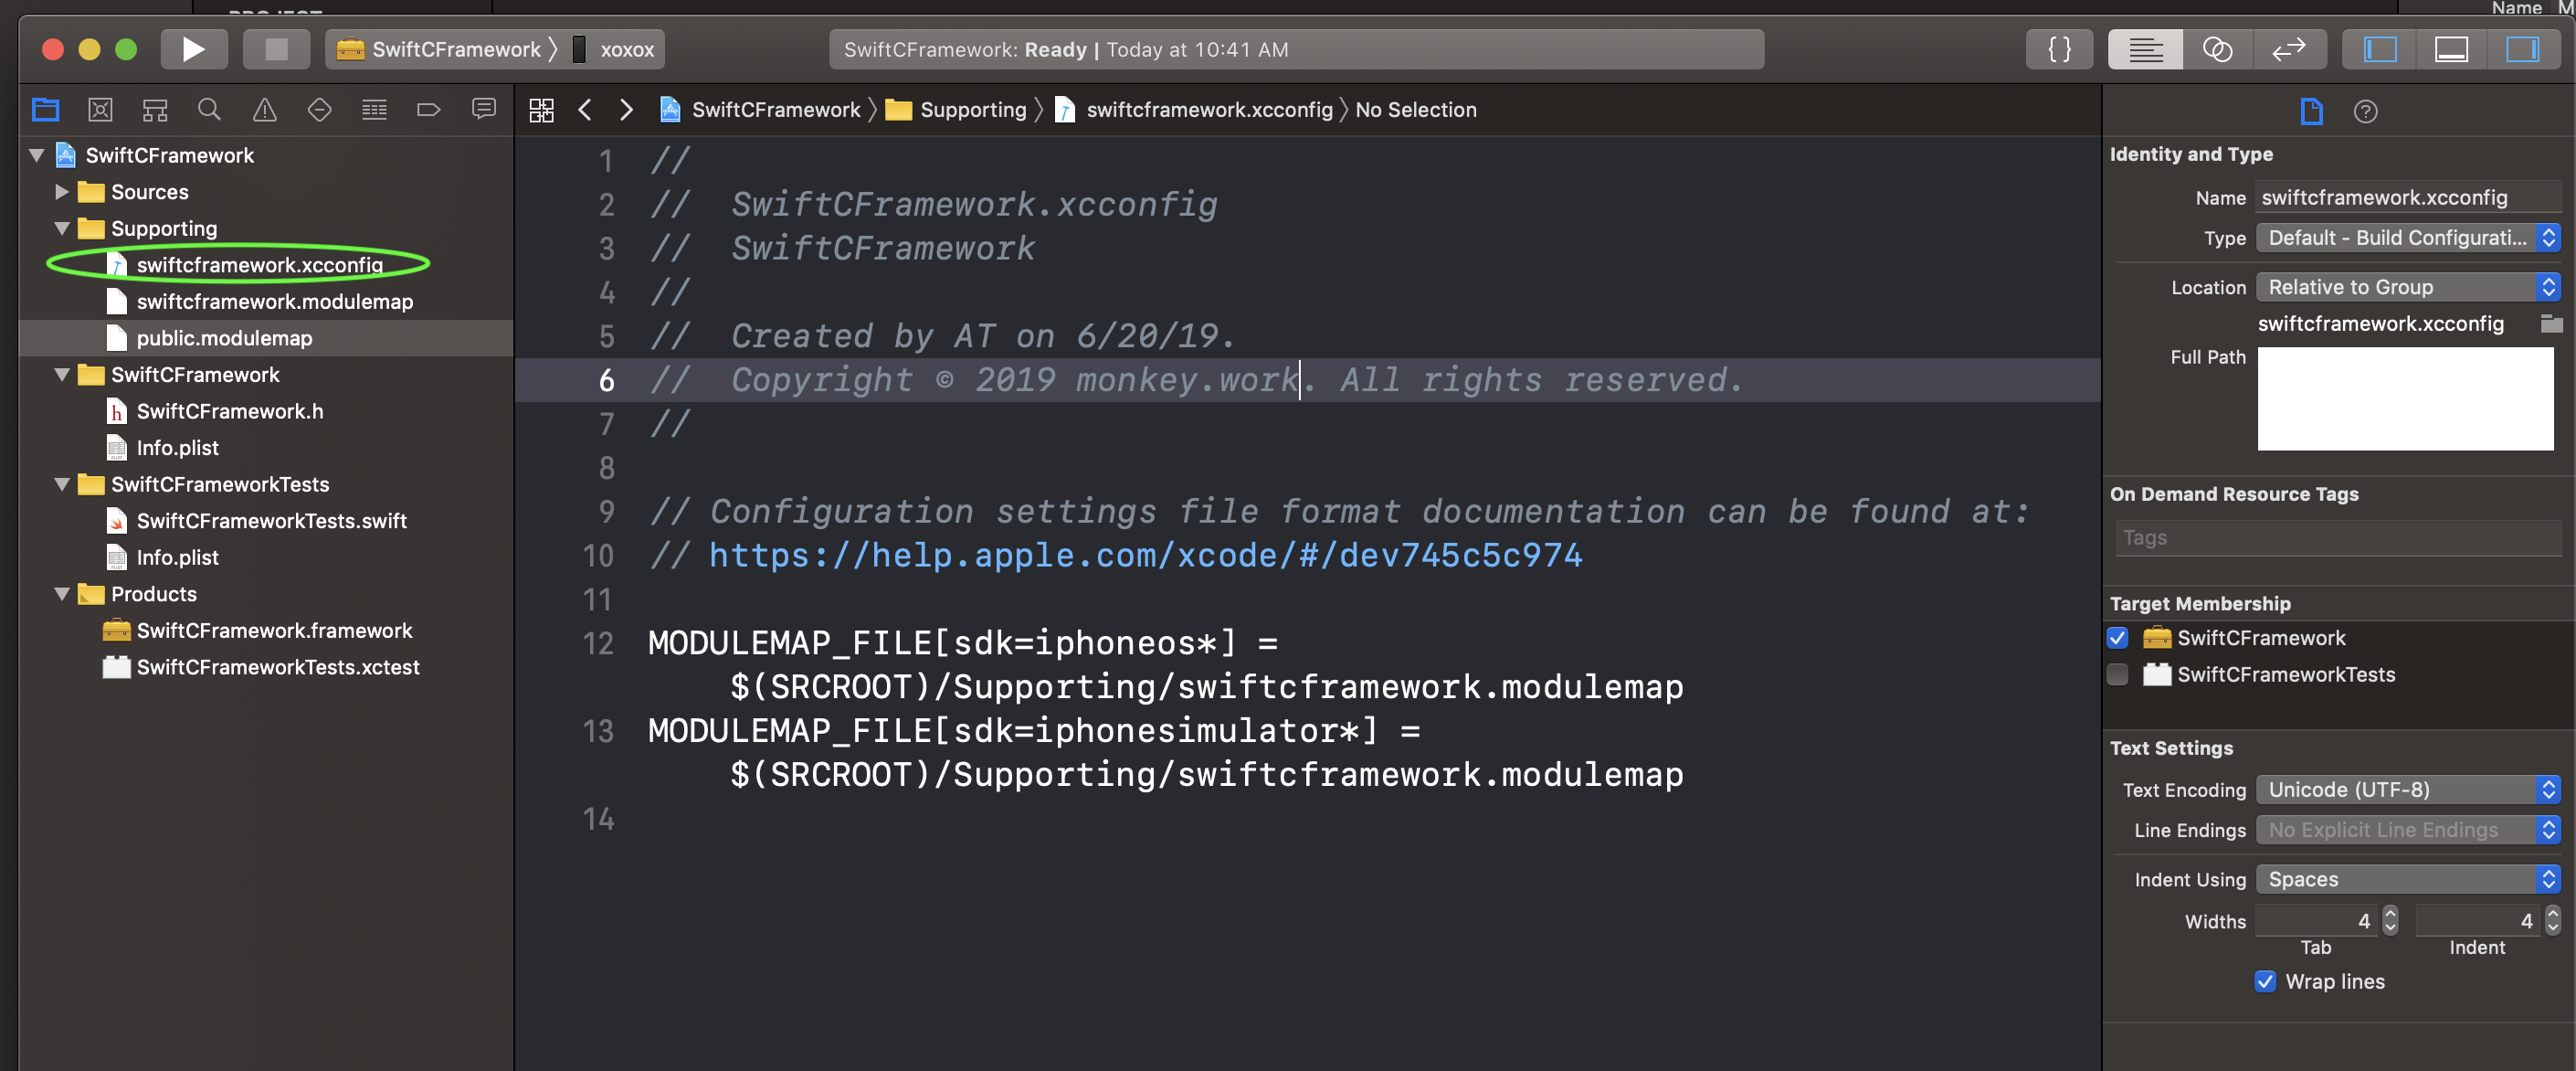 Name M
SwiftCFramework
xoxox
SwiftCFramework: Ready | Today at 10:41 AM
SwiftCFramework
Supporting
swiftcframework.xcconfig
No Selection
SwiftCFramework
Sources
Supporting
swiftcframework.xcconfig
swiftcframework.modulemap
public.modulemap
SwiftCFramework
SwiftCFramework.h
Info.plist
SwiftCFrameworkTests
SwiftCFrameworkTests.swift
Info.plist
Products
SwiftCFramework.framework
SwiftCFrameworkTests.xctest
1 //
2 //  SwiftCFramework.xcconfig
3 //  SwiftCFramework
4 //
5 //  Created by AT on 6/20/19.
6 //  Copyright © 2019 monkey.work. All rights reserved.
7 //
8
9 // Configuration settings file format documentation can be found at:
10 // https://help.apple.com/xcode/#/dev745c5c974
11
12 MODULEMAP_FILE[sdk=iphoneos*] =
$(SRCROOT)/Supporting/swiftcframework.modulemap
13 MODULEMAP_FILE[sdk=iphonesimulator*] =
$(SRCROOT)/Supporting/swiftcframework.modulemap
14
Identity and Type
Name swiftcframework.xcconfig
Type Default - Build Configurati...
Location Relative to Group
swiftcframework.xcconfig
Full Path
On Demand Resource Tags
Tags
Target Membership
SwiftCFramework
SwiftCFrameworkTests
Text Settings
Text Encoding Unicode (UTF-8)
Line Endings No Explicit Line Endings
Indent Using Spaces
Widths 4 4
Tab Indent
Wrap lines